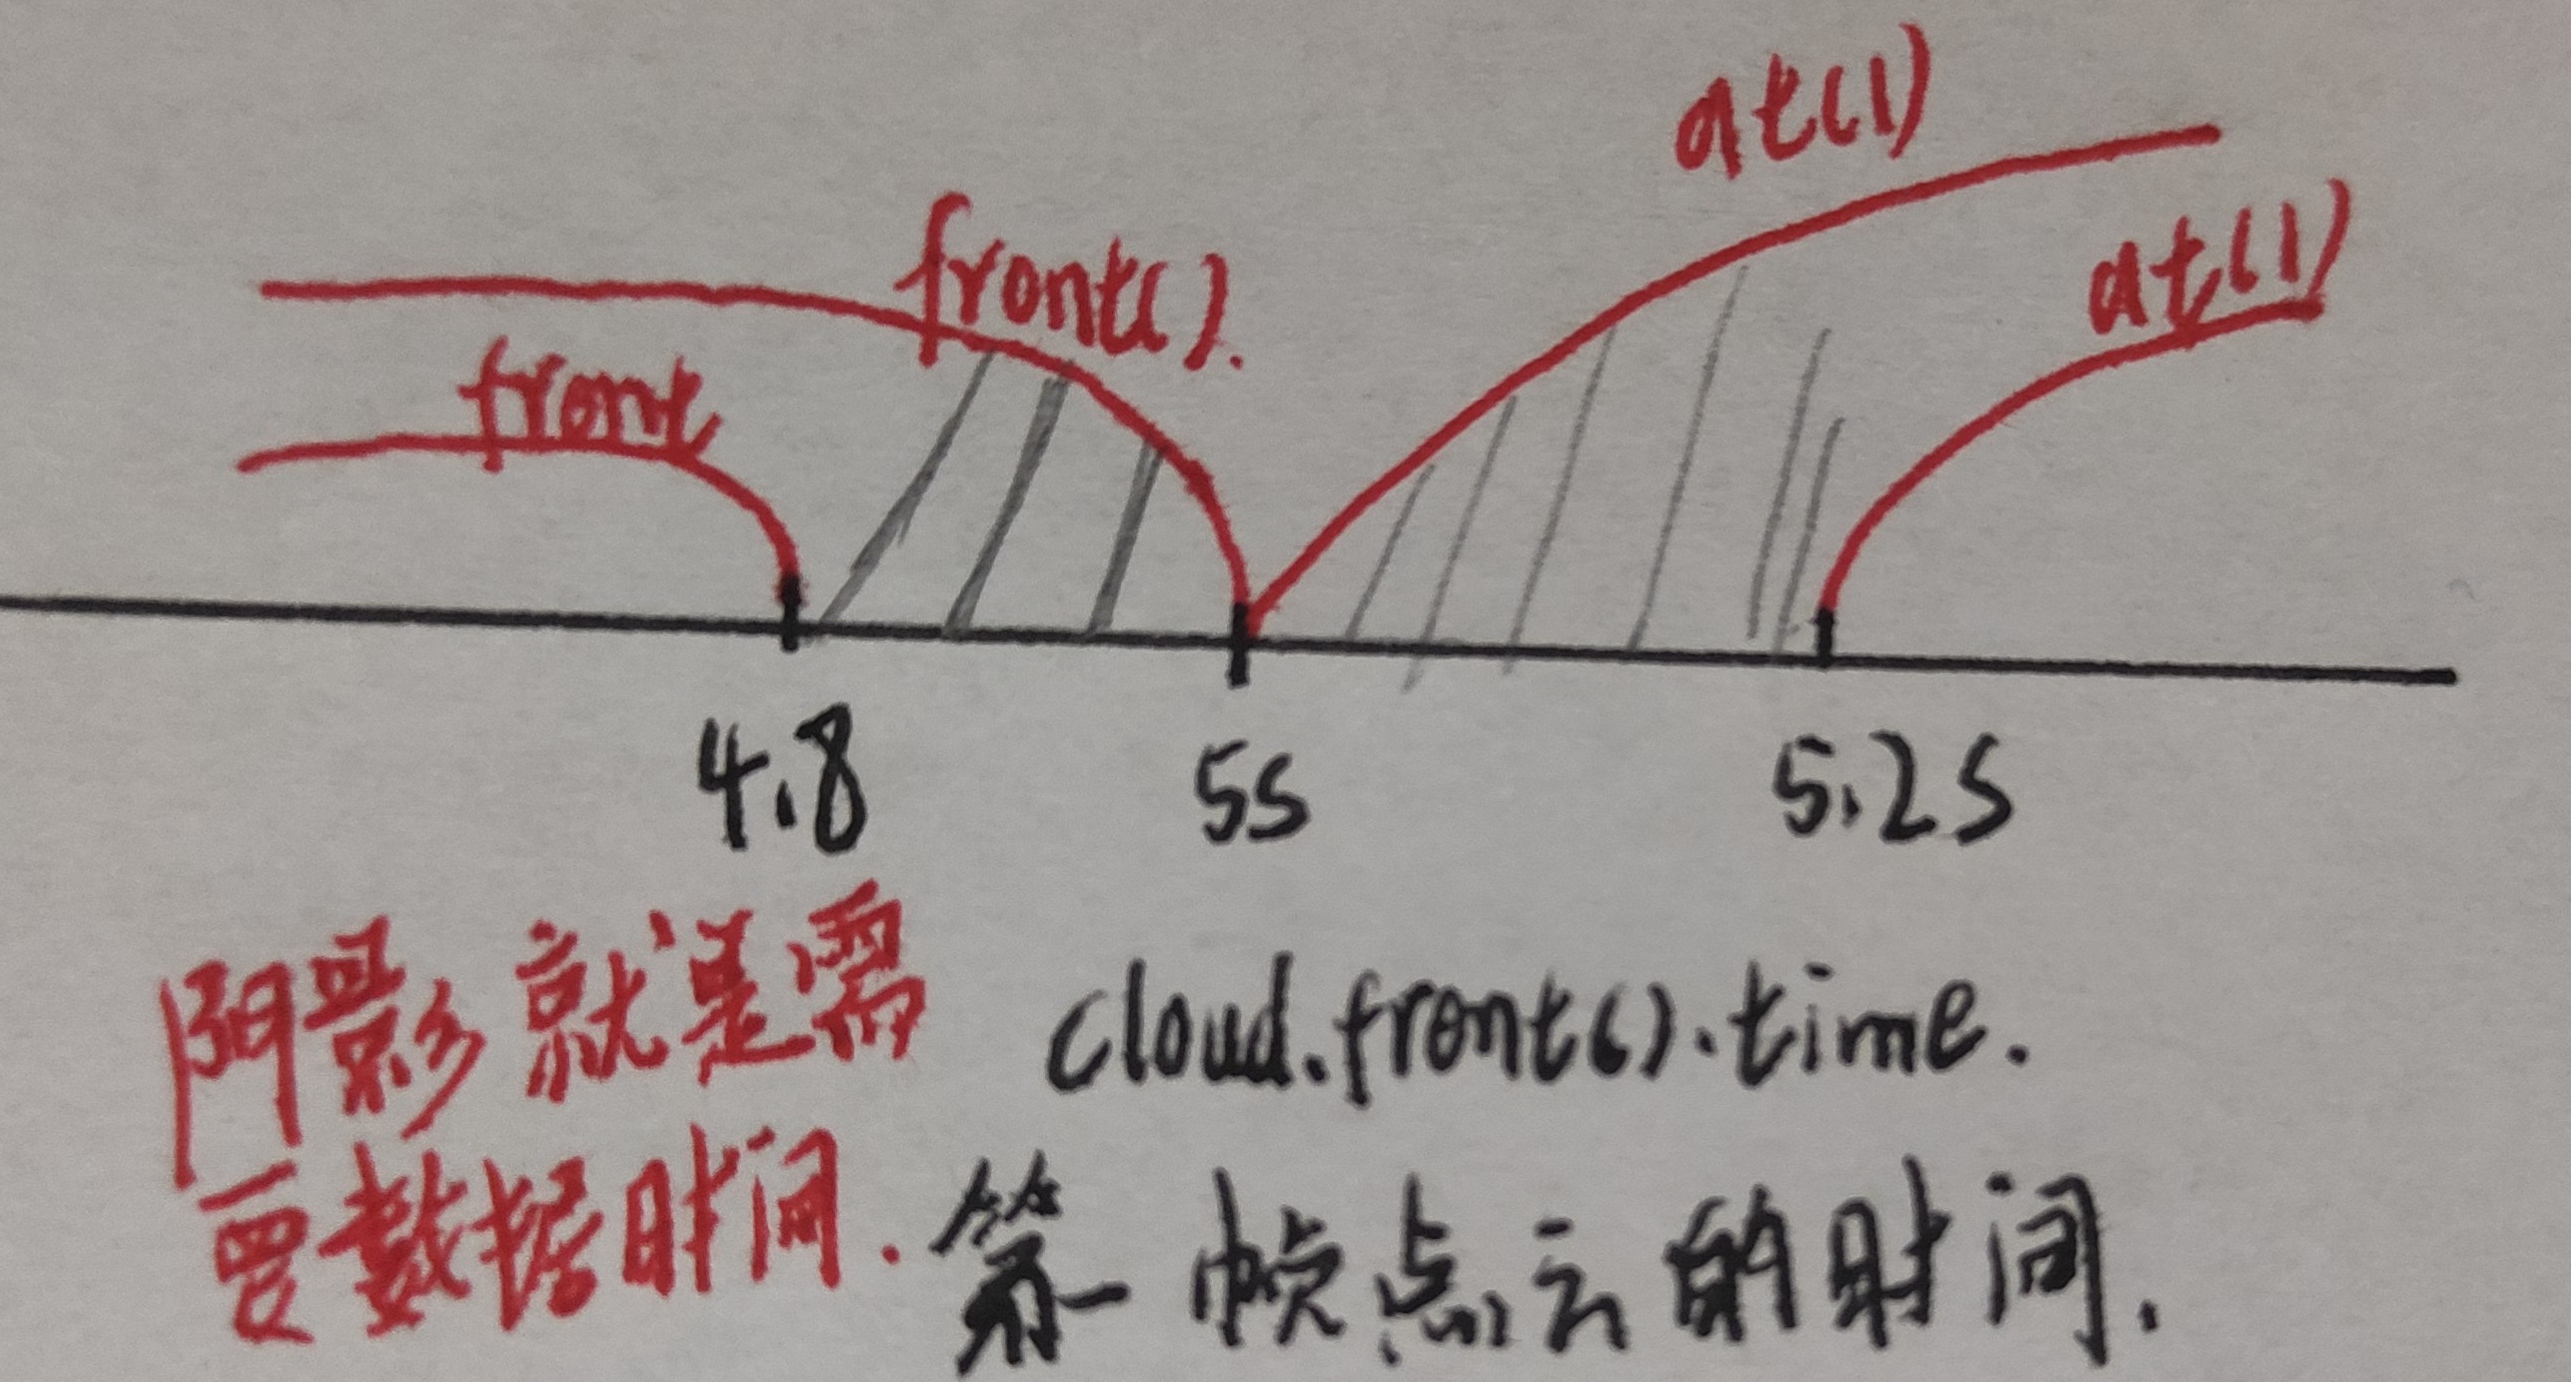 at(1)
front().
at(1)
front
4.8
5s
5.2s
阴影就是需
要数据时间.
cloud.front().time.
第一帧点云的时间.